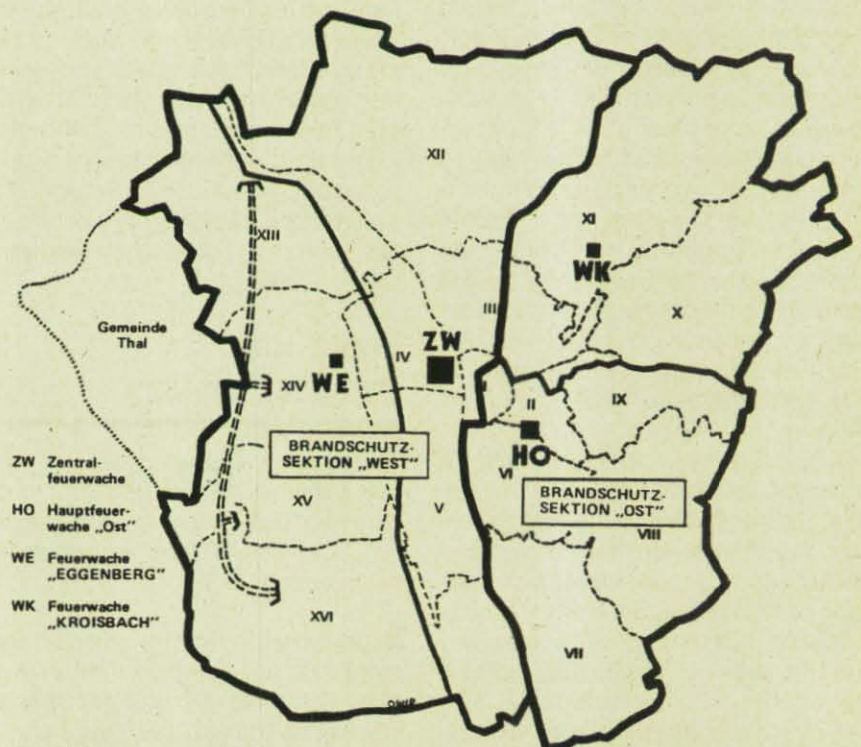 XII
XI
WK
XIII
X
III
Gemeinde
Thal
ZW
IV
WE
XIV
I
II
IX
HO
BRANDSCHUTZ-
SEKTION „WEST"
VI
BRANDSCHUTZ-
SEKTION „OST"
XV
V
VIII
XVI
VII
ZW Zentral-
feuerwache
HO Hauptfeuer-
wache „Ost"
WE Feuerwache
„EGGENBERG"
WK Feuerwache
„KROISBACH"